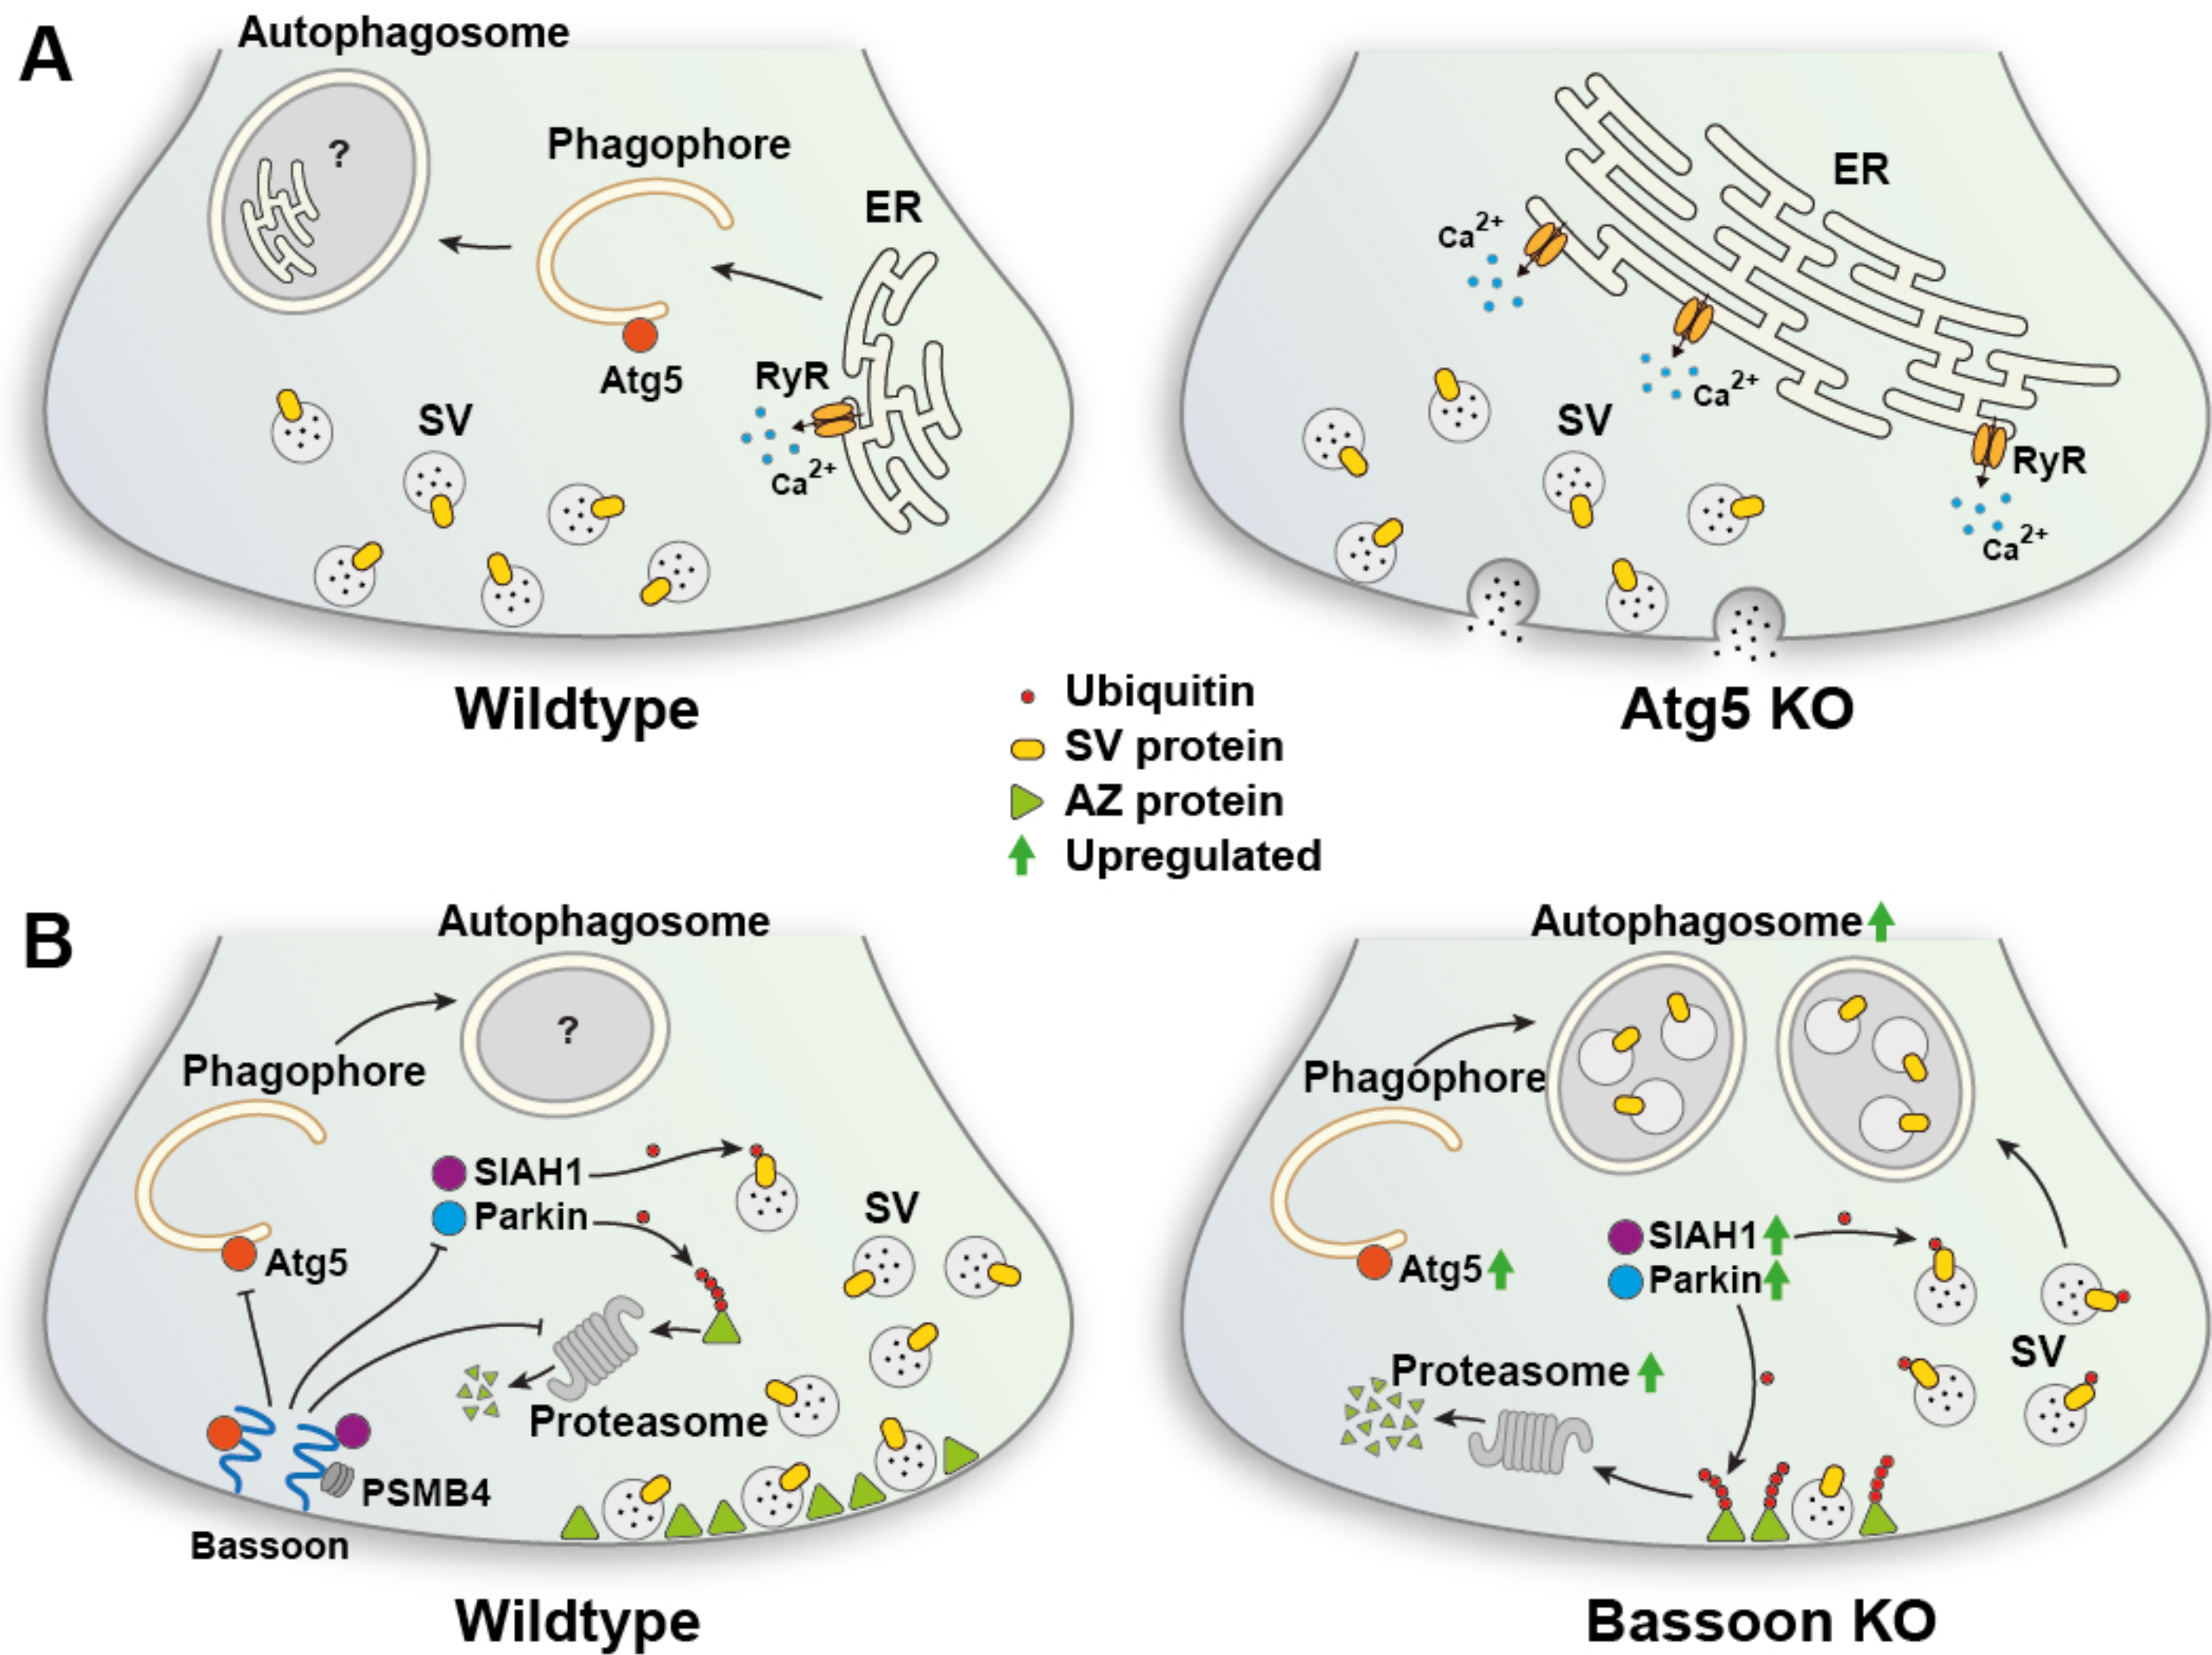 A
Autophagosome
?
Phagophore
ER
Atg5
RyR
Ca2+
SV
Wildtype
ER
Ca2+
Ca2+
SV
RyR
Ca2+
Atg5 KO
Ubiquitin
SV protein
AZ protein
Upregulated
B
Autophagosome
?
Phagophore
Atg5
SIAH1
Parkin
SV
Proteasome
PSMB4
Bassoon
Wildtype
Autophagosome
Phagophore
Atg5
SIAH1
Parkin
SV
Proteasome
Bassoon KO